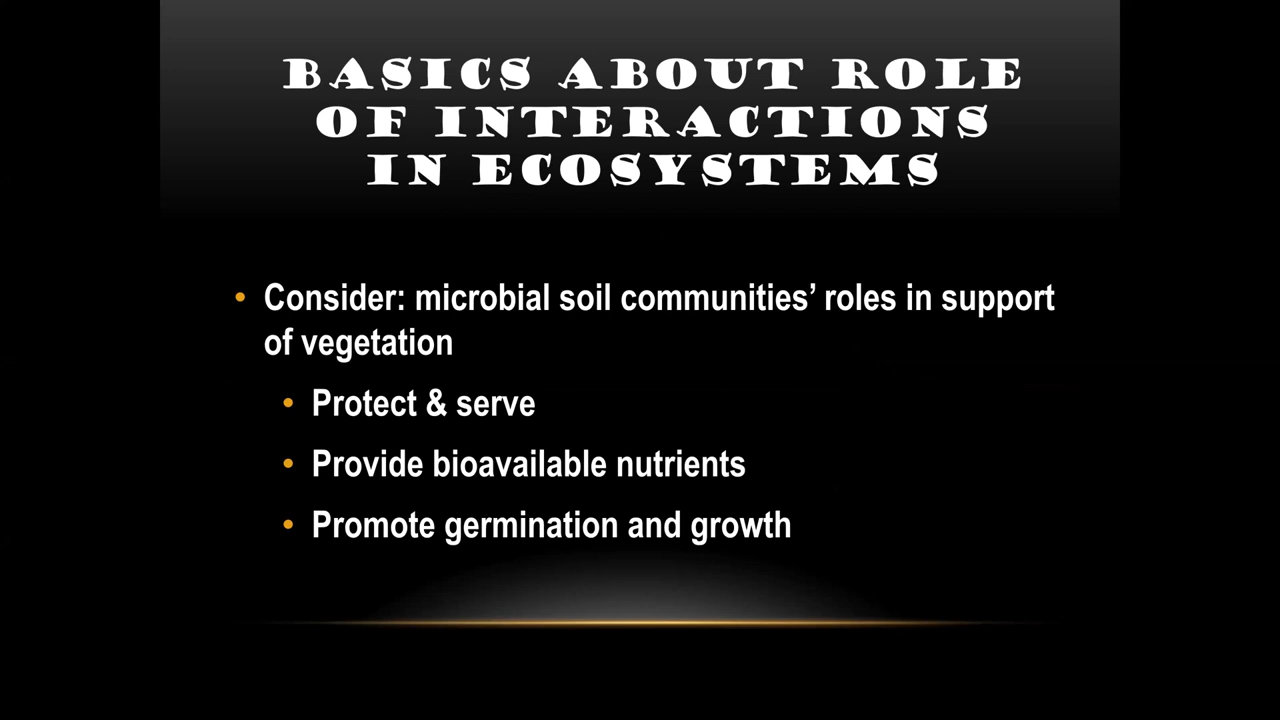 BASICS ABOUT ROLE
OF INTERACTIONS
IN ECOSYSTEMS
• Consider: microbial soil communities’ roles in support
of vegetation
• Protect & serve
• Provide bioavailable nutrients
• Promote germination and growth